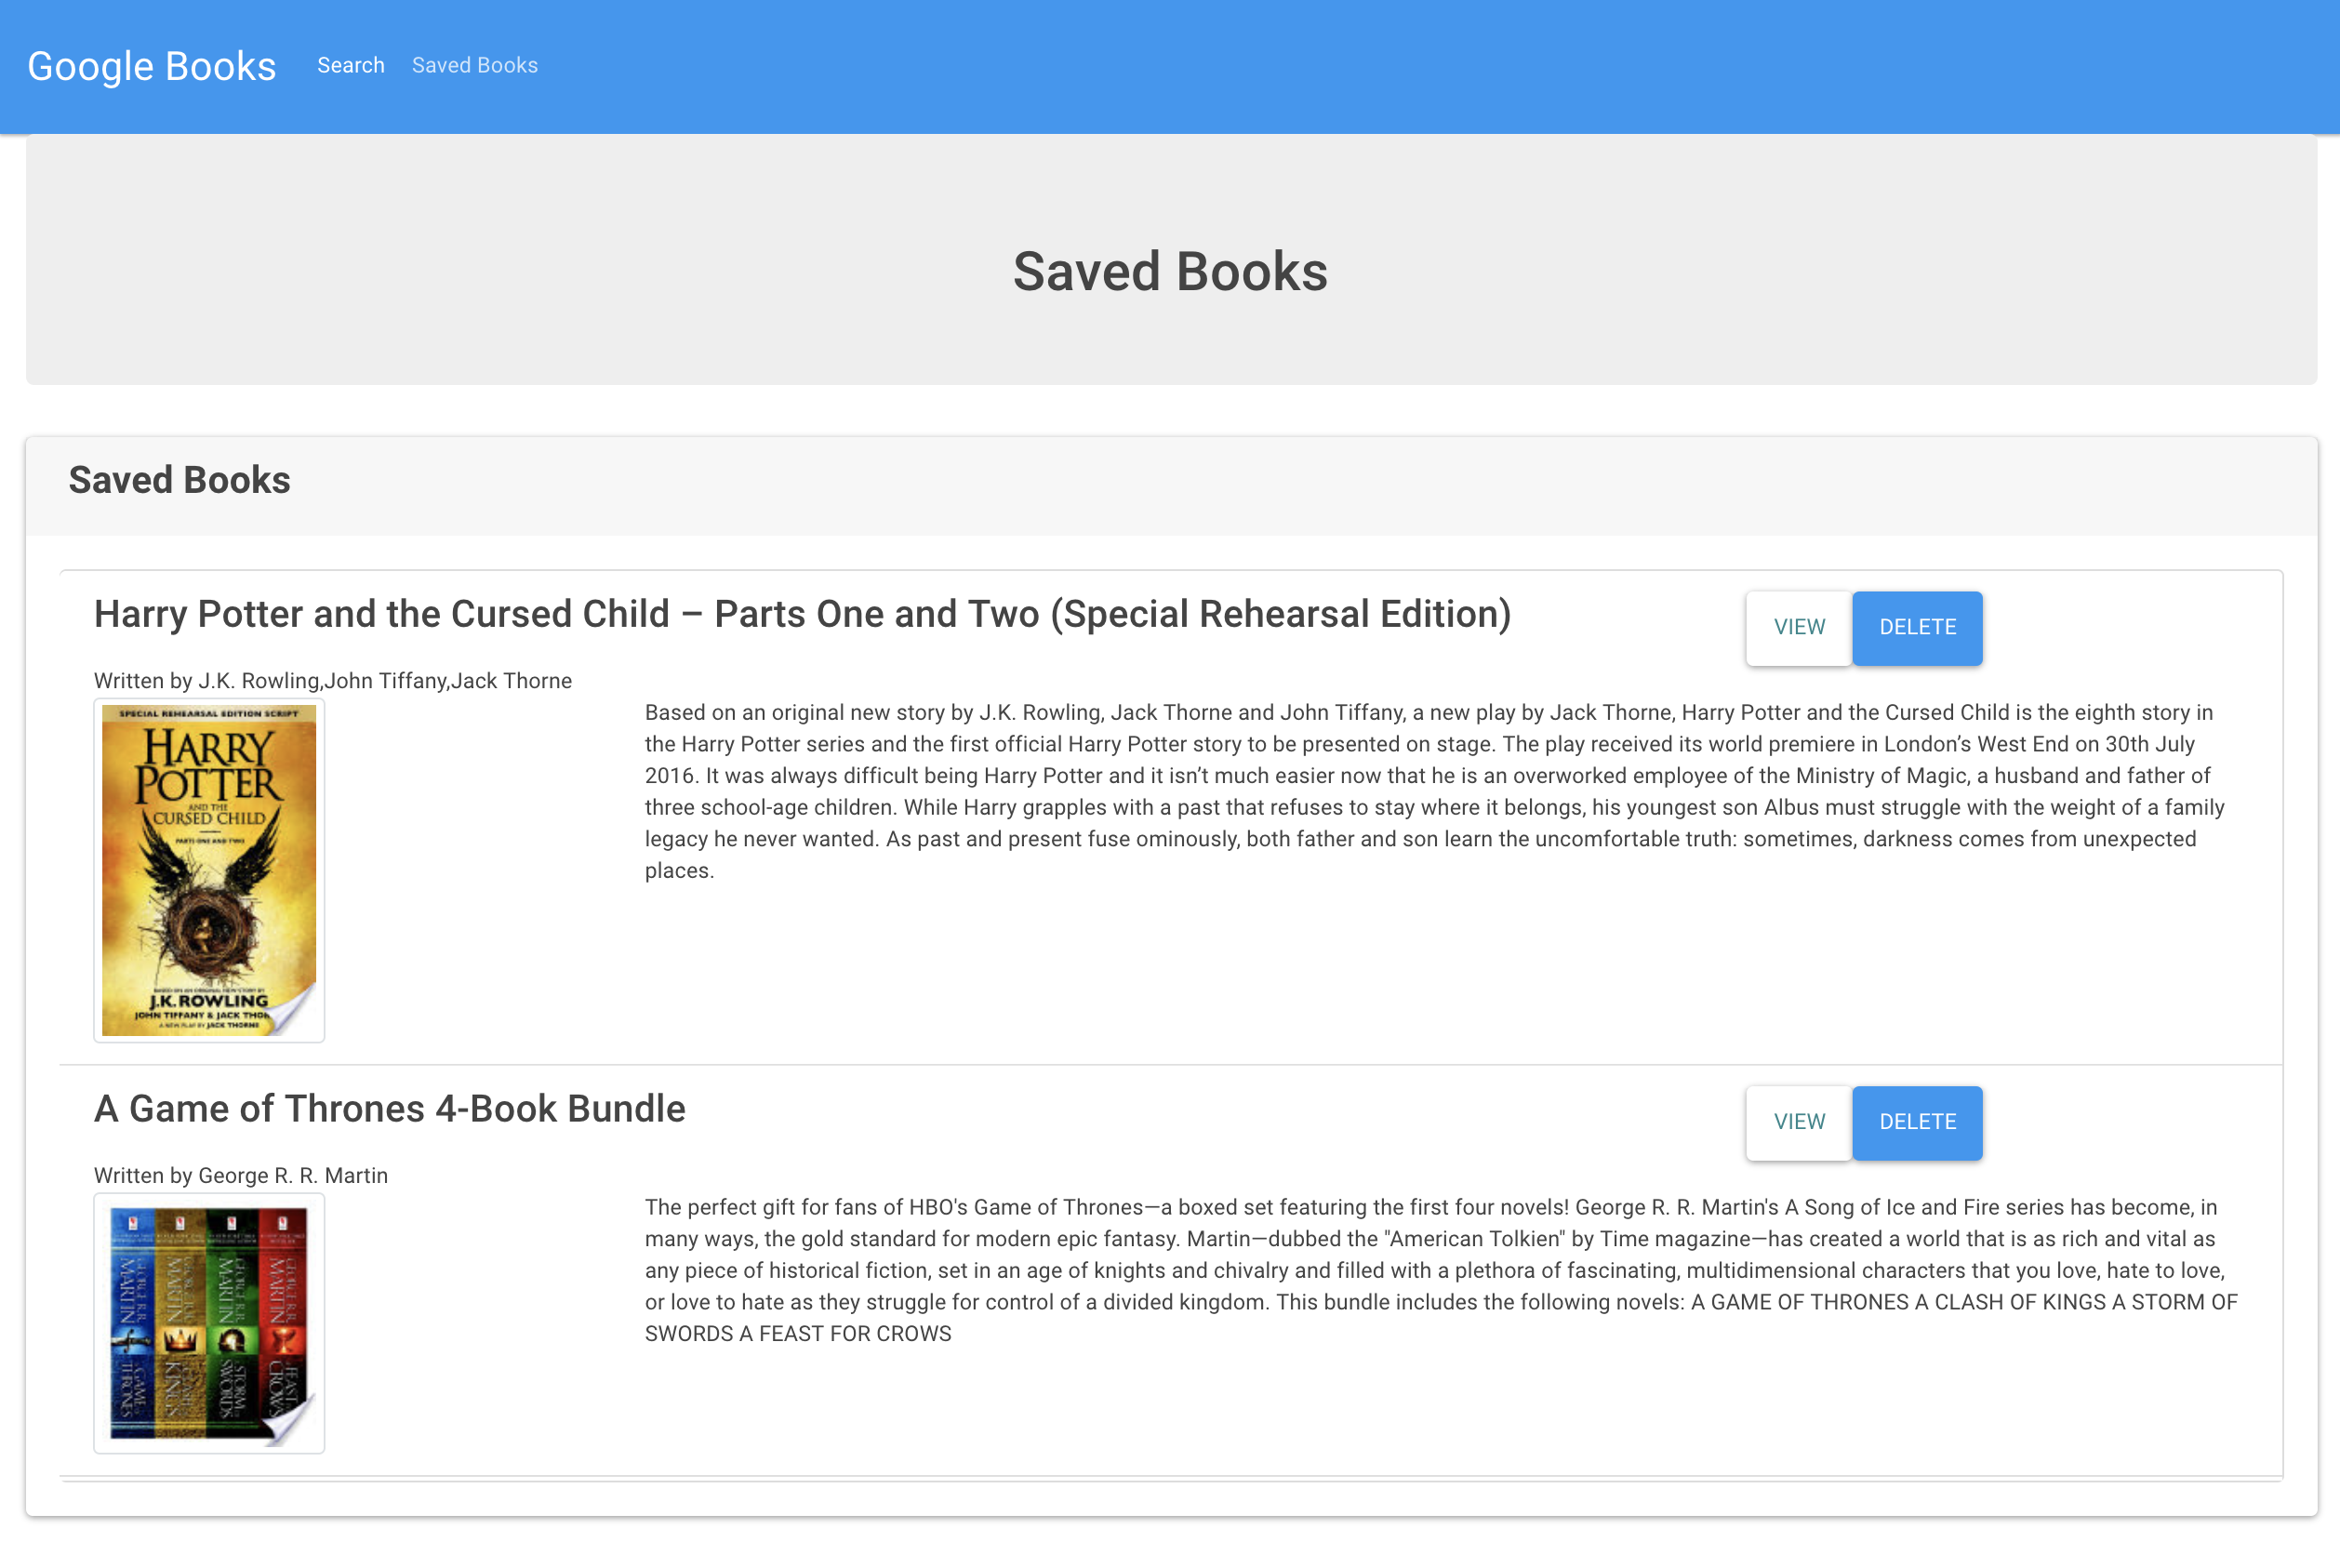 Google Books Search Saved Books
Saved Books
Saved Books
Harry Potter and the Cursed Child – Parts One and Two (Special Rehearsal Edition)
VIEW DELETE
Written by J.K. Rowling,John Tiffany,Jack Thorne
SPECIAL REHEARSAL EDITION SCRIPT
HARRY
POTTER
AND THE
CURSED CHILD
PARTS ONE AND TWO
BASED ON AN ORIGINAL NEW STORY BY
J.K. ROWLING
JOHN TIFFANY & JACK
A NEW PLAY BY JACK THORNE
Based on an original new story by J.K. Rowling, Jack Thorne and John Tiffany, a new play by Jack Thorne, Harry Potter and the Cursed Child is the eighth story in
the Harry Potter series and the first official Harry Potter story to be presented on stage. The play received its world premiere in London’s West End on 30th July
2016. It was always difficult being Harry Potter and it isn’t much easier now that he is an overworked employee of the Ministry of Magic, a husband and father of
three school-age children. While Harry grapples with a past that refuses to stay where it belongs, his youngest son Albus must struggle with the weight of a family
legacy he never wanted. As past and present fuse ominously, both father and son learn the uncomfortable truth: sometimes, darkness comes from unexpected
places.
A Game of Thrones 4-Book Bundle
VIEW DELETE
Written by George R. R. Martin
GEORGE R.R. MARTIN A GAME OF THRONES
GEORGE R.R. MARTIN A CLASH OF KINGS
GEORGE R.R. MARTIN A STORM OF SWORDS
GEORGE R.R. MARTIN A FEAST FOR CROWS
The perfect gift for fans of HBO's Game of Thrones—a boxed set featuring the first four novels! George R. R. Martin's A Song of Ice and Fire series has become, in
many ways, the gold standard for modern epic fantasy. Martin—dubbed the "American Tolkien" by Time magazine—has created a world that is as rich and vital as
any piece of historical fiction, set in an age of knights and chivalry and filled with a plethora of fascinating, multidimensional characters that you love, hate to love,
or love to hate as they struggle for control of a divided kingdom. This bundle includes the following novels: A GAME OF THRONES A CLASH OF KINGS A STORM OF
SWORDS A FEAST FOR CROWS